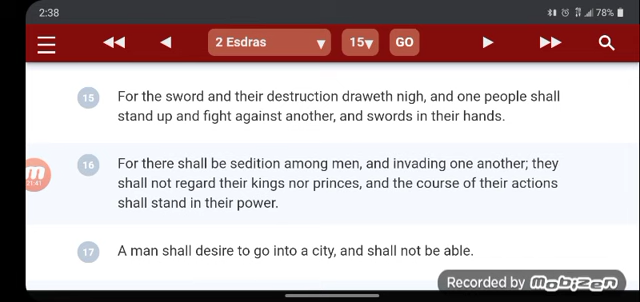 2:38
78%
2 Esdras
15
GO
15
For the sword and their destruction draweth nigh, and one people shall
stand up and fight against another, and swords in their hands.
16
For there shall be sedition among men, and invading one another; they
shall not regard their kings nor princes, and the course of their actions
shall stand in their power.
m
21:41
17
A man shall desire to go into a city, and shall not be able.
Recorded by mobizen